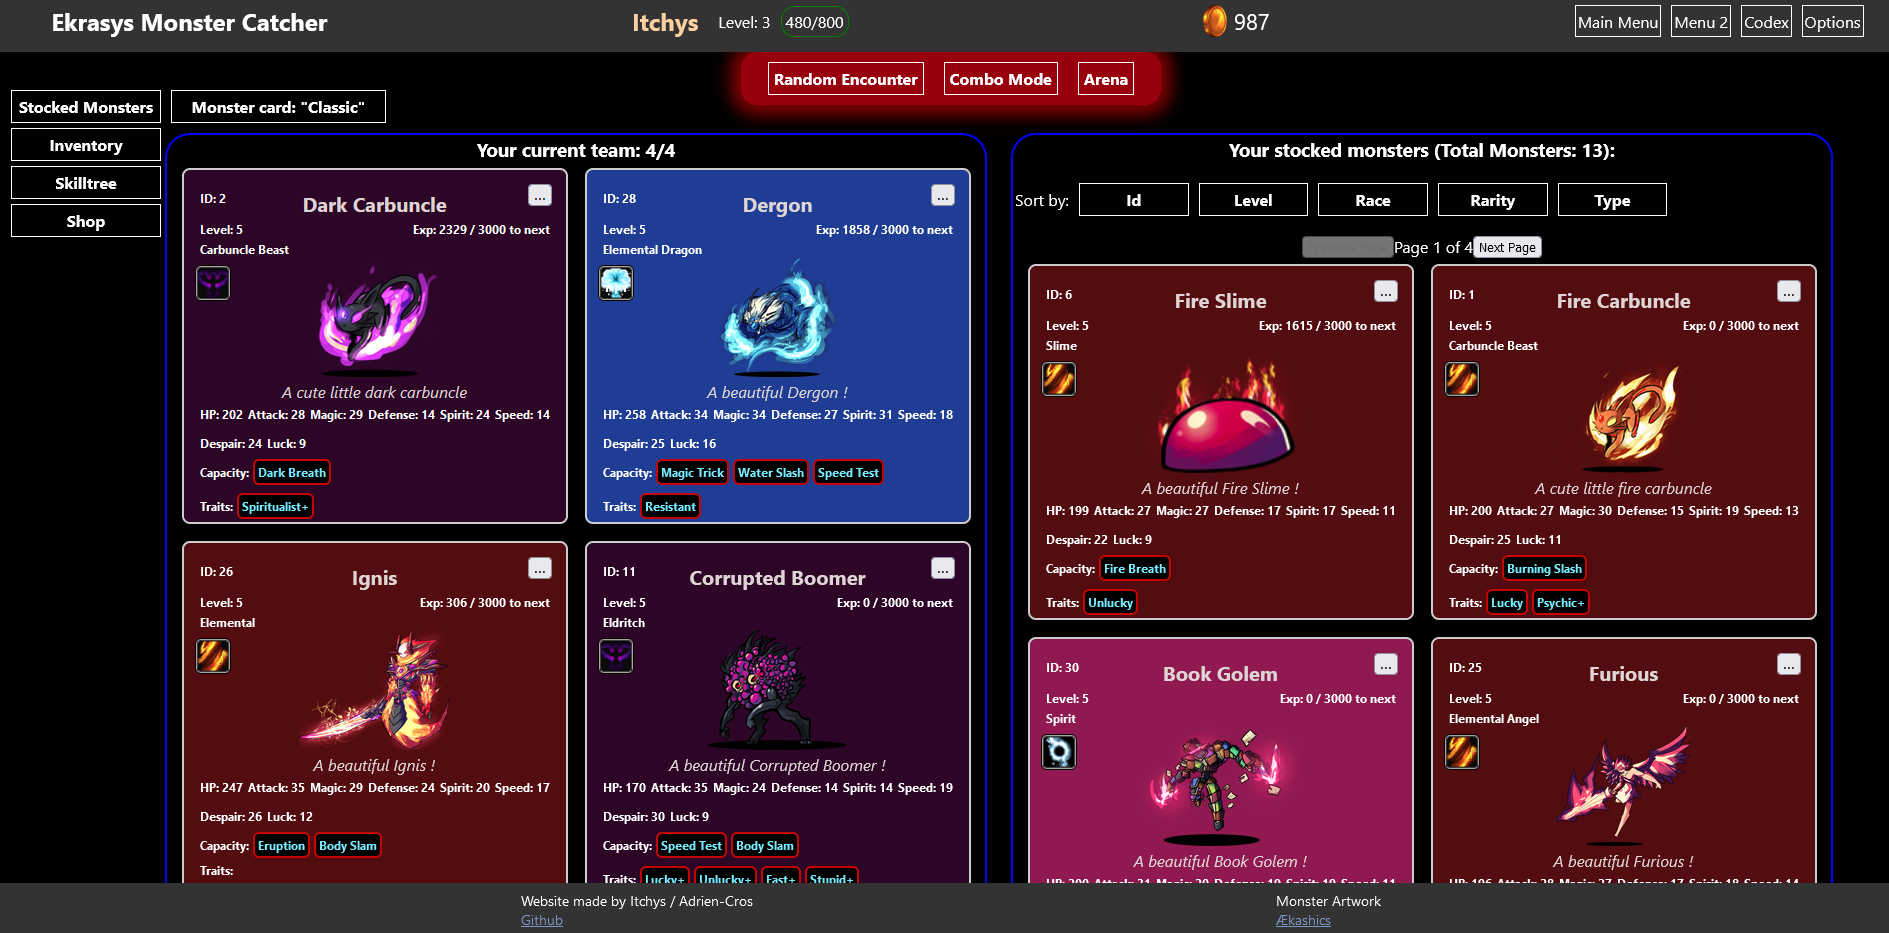 Ekrasys Monster Catcher
Itchys Level: 3 480/800
987
Main Menu Menu 2 Codex Options
Random Encounter Combo Mode Arena
Stocked Monsters
Inventory
Skilltree
Shop
Monster card: "Classic"
Your current team: 4/4
ID: 2
Dark Carbuncle
...
Level: 5 Exp: 2329 / 3000 to next
Carbuncle Beast
A cute little dark carbuncle
HP: 202 Attack: 28 Magic: 29 Defense: 14 Spirit: 24 Speed: 14
Despair: 24 Luck: 9
Capacity: Dark Breath
Traits: Spiritualist+
ID: 28
Dergon
...
Level: 5 Exp: 1858 / 3000 to next
Elemental Dragon
A beautiful Dergon !
HP: 258 Attack: 34 Magic: 34 Defense: 27 Spirit: 31 Speed: 18
Despair: 25 Luck: 16
Capacity: Magic Trick Water Slash Speed Test
Traits: Resistant
ID: 26
Ignis
...
Level: 5 Exp: 306 / 3000 to next
Elemental
A beautiful Ignis !
HP: 247 Attack: 35 Magic: 29 Defense: 24 Spirit: 20 Speed: 17
Despair: 26 Luck: 12
Capacity: Eruption Body Slam
Traits:
ID: 11
Corrupted Boomer
...
Level: 5 Exp: 0 / 3000 to next
Eldritch
A beautiful Corrupted Boomer !
HP: 170 Attack: 35 Magic: 24 Defense: 14 Spirit: 14 Speed: 19
Despair: 30 Luck: 9
Capacity: Speed Test Body Slam
Traits: Lucky+ Unlucky+ Fast+ Stupid+
Your stocked monsters (Total Monsters: 13):
Sort by: Id Level Race Rarity Type
Previous Page Page 1 of 4 Next Page
ID: 6
Fire Slime
...
Level: 5 Exp: 1615 / 3000 to next
Slime
A beautiful Fire Slime !
HP: 199 Attack: 27 Magic: 27 Defense: 17 Spirit: 17 Speed: 11
Despair: 22 Luck: 9
Capacity: Fire Breath
Traits: Unlucky
ID: 1
Fire Carbuncle
...
Level: 5 Exp: 0 / 3000 to next
Carbuncle Beast
A cute little fire carbuncle
HP: 200 Attack: 27 Magic: 30 Defense: 15 Spirit: 19 Speed: 13
Despair: 25 Luck: 11
Capacity: Burning Slash
Traits: Lucky Psychic+
ID: 30
Book Golem
...
Level: 5 Exp: 0 / 3000 to next
Spirit
A beautiful Book Golem !
ID: 25
Furious
...
Level: 5 Exp: 0 / 3000 to next
Elemental Angel
A beautiful Furious !
Website made by Itchys / Adrien-Cros
Github
Monster Artwork
Ækashics